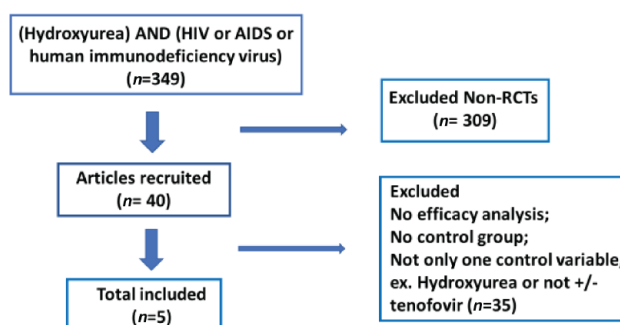 (Hydroxyurea) AND (HIV or AIDS or
human immunodeficiency virus)
(n=349)
Excluded Non-RCTs
(n= 309)
Articles recruited
(n= 40)
Excluded
No efficacy analysis;
No control group;
Not only one control variable,
ex. Hydroxyurea or not +/-
tenofovir (n=35)
Total included
(n=5)